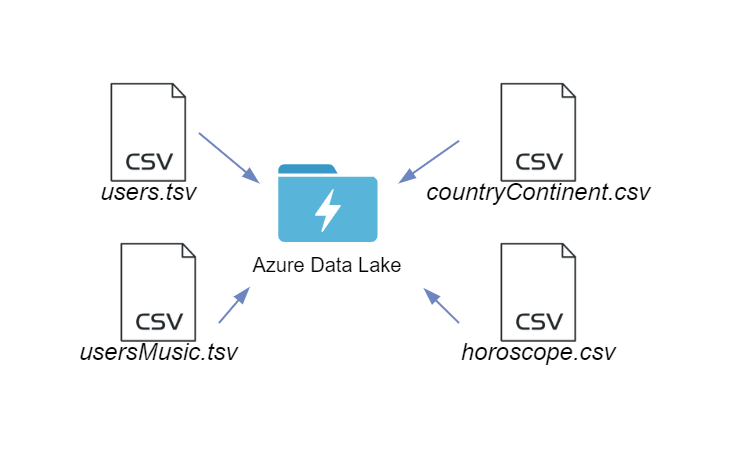 CSV
users.tsv
CSV
countryContinent.csv
Azure Data Lake
CSV
usersMusic.tsv
CSV
horoscope.csv